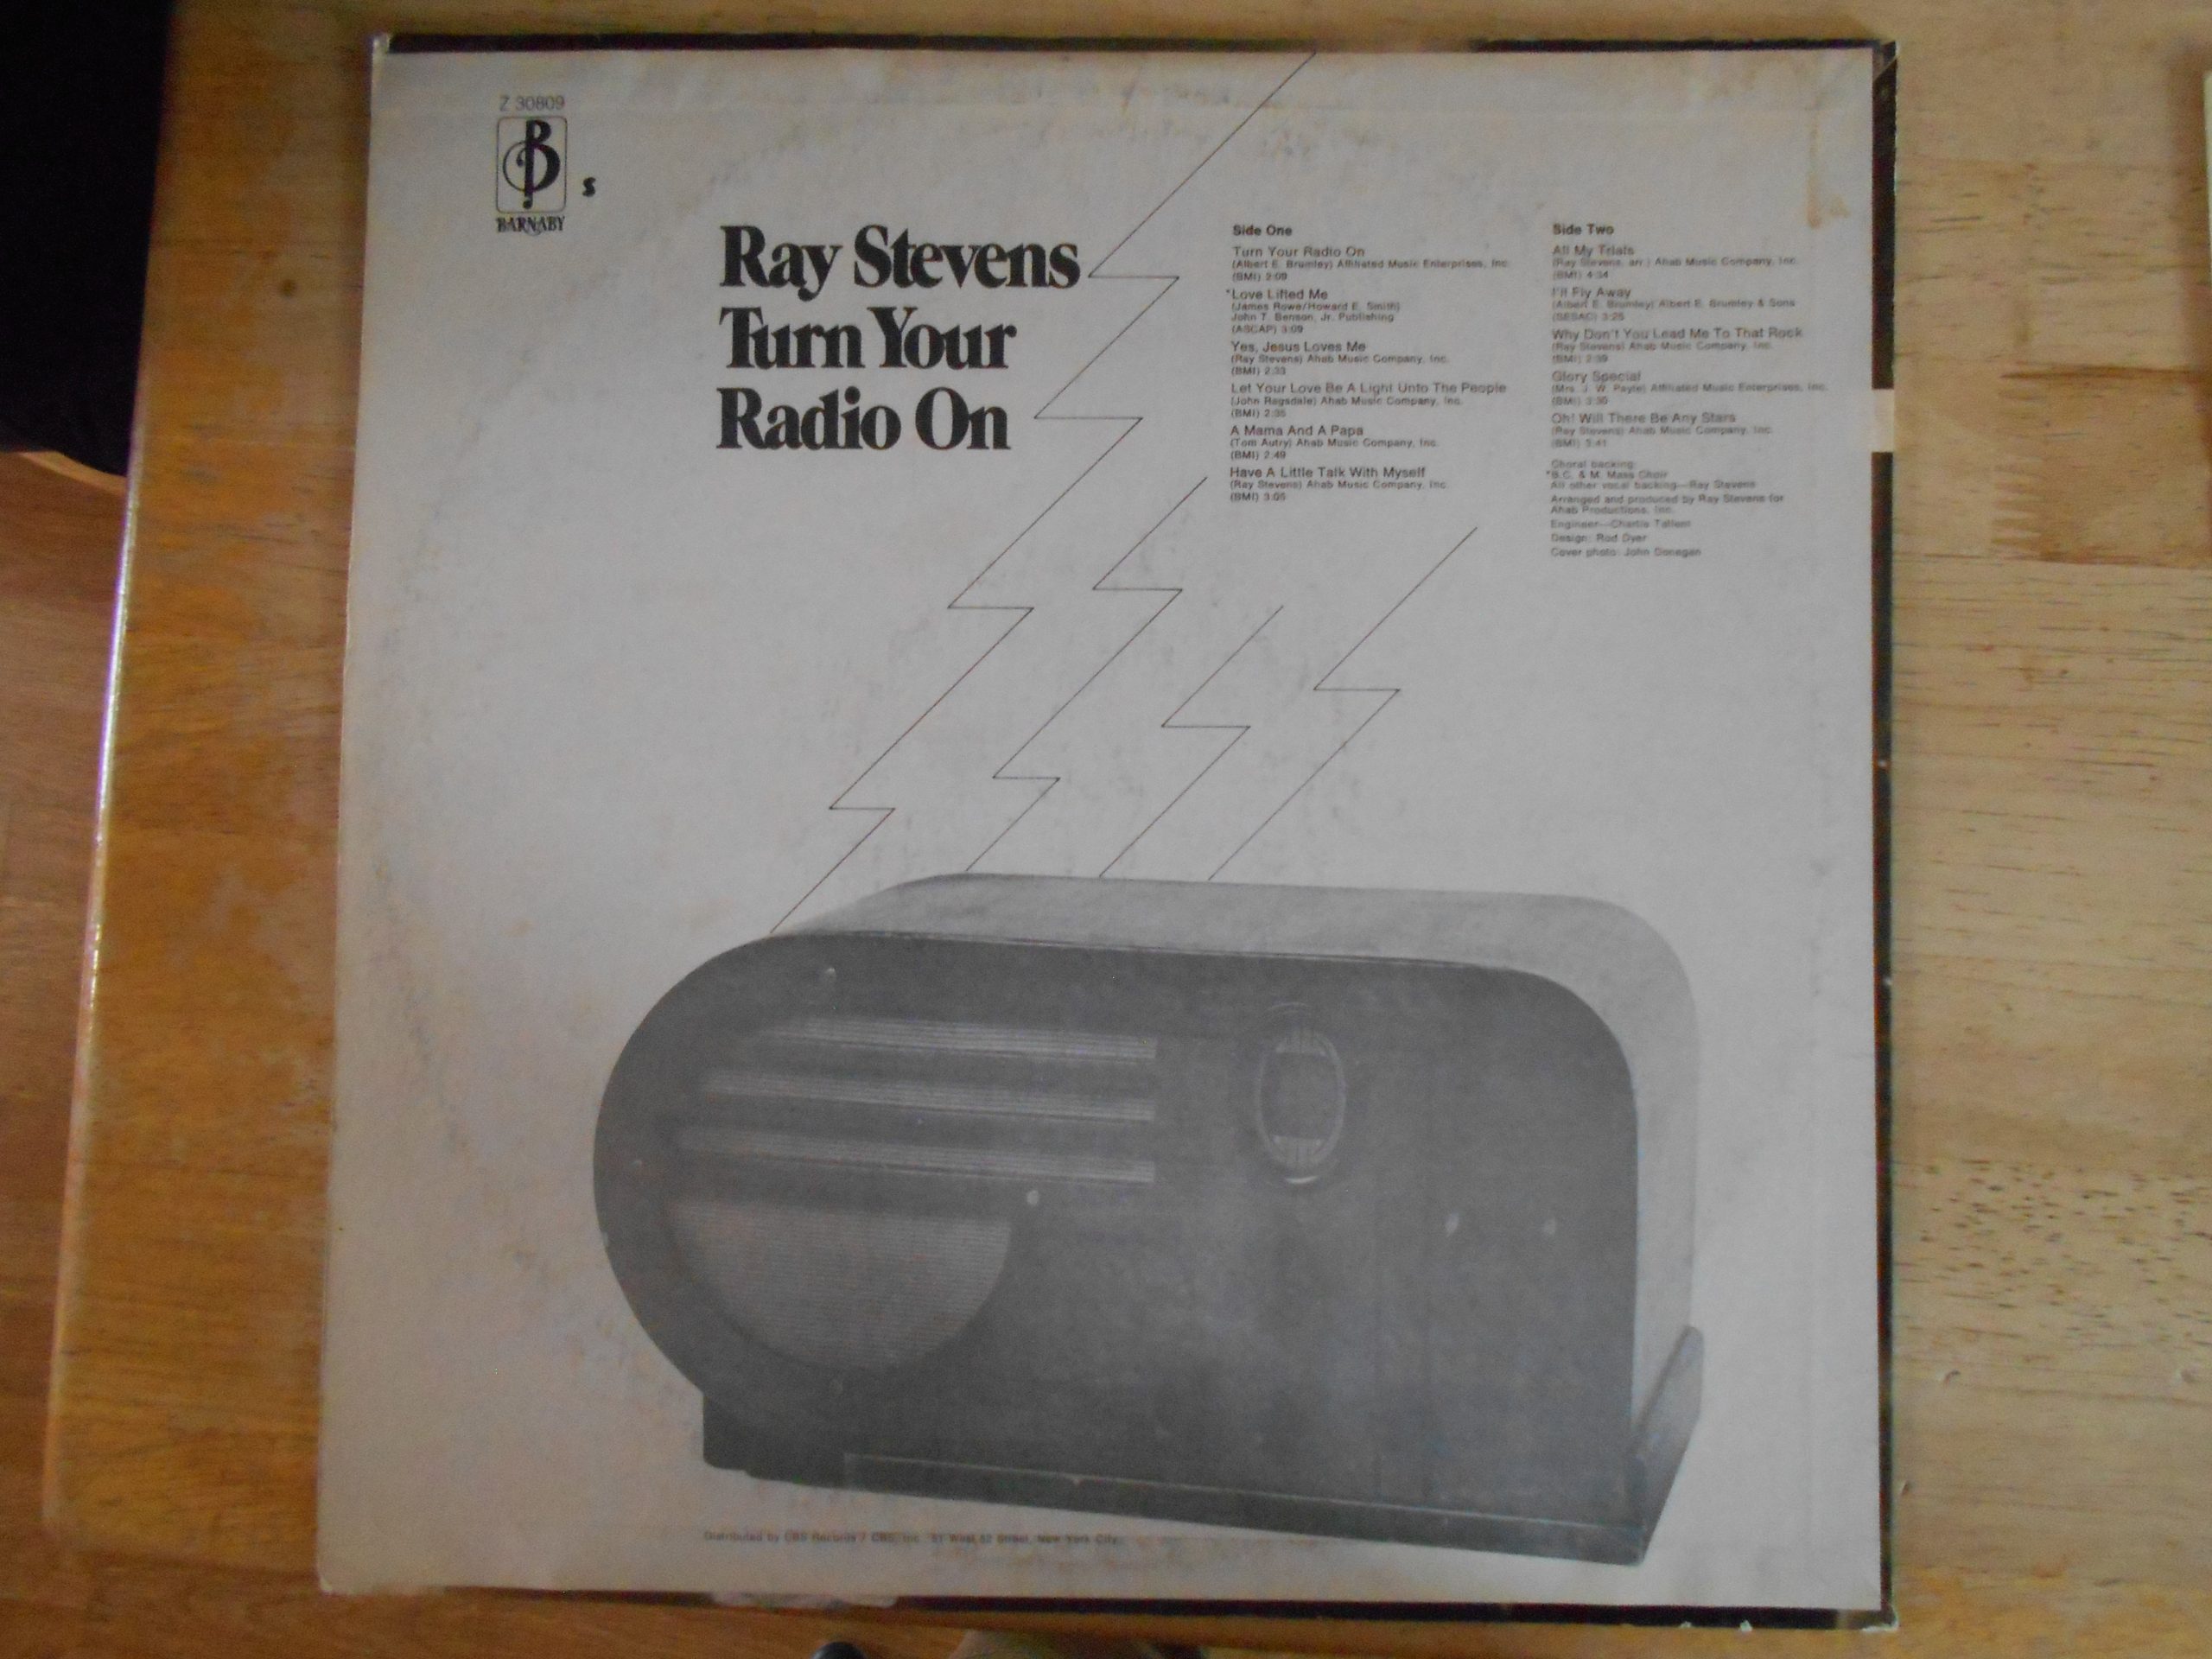 Z 30809
B
BARNABY
S
Ray Stevens
Turn Your
Radio On
Side One
Turn Your Radio On
(Albert E. Brumley) Affiliated Music Enterprises, Inc.
(BMI) 2:09
*Love Lifted Me
(James Rowe/Howard E. Smith)
John T. Benson, Jr. Publishing
(ASCAP) 3:09
Yes, Jesus Loves Me
(Ray Stevens) Ahab Music Company, Inc.
(BMI) 2:33
Let Your Love Be A Light Unto The People
(John Ragsdale) Ahab Music Company, Inc.
(BMI) 2:35
A Mama And A Papa
(Tom Autry) Ahab Music Company, Inc.
(BMI) 2:49
Have A Little Talk With Myself
(Ray Stevens) Ahab Music Company, Inc.
(BMI) 3:05
Side Two
All My Trials
(Ray Stevens, arr.) Ahab Music Company, Inc.
(BMI) 4:34
I'll Fly Away
(Albert E. Brumley) Albert E. Brumley & Sons
(SESAC) 3:25
Why Don't You Lead Me To That Rock
(Ray Stevens) Ahab Music Company, Inc.
(BMI) 2:39
Glory Special
(Mrs. J. W. Payte) Affiliated Music Enterprises, Inc.
(BMI) 3:30
Oh! Will There Be Any Stars
(Ray Stevens) Ahab Music Company, Inc.
(BMI) 3:41
Choral backing:
*B.C. & M. Mass Choir
All other vocal backing—Ray Stevens
Arranged and produced by Ray Stevens for
Ahab Productions, Inc.
Engineer—Charlie Tallent
Design: Rod Dyer
Cover photo: John Donegan
Distributed by CBS Records / CBS, Inc. 51 West 52 Street, New York City